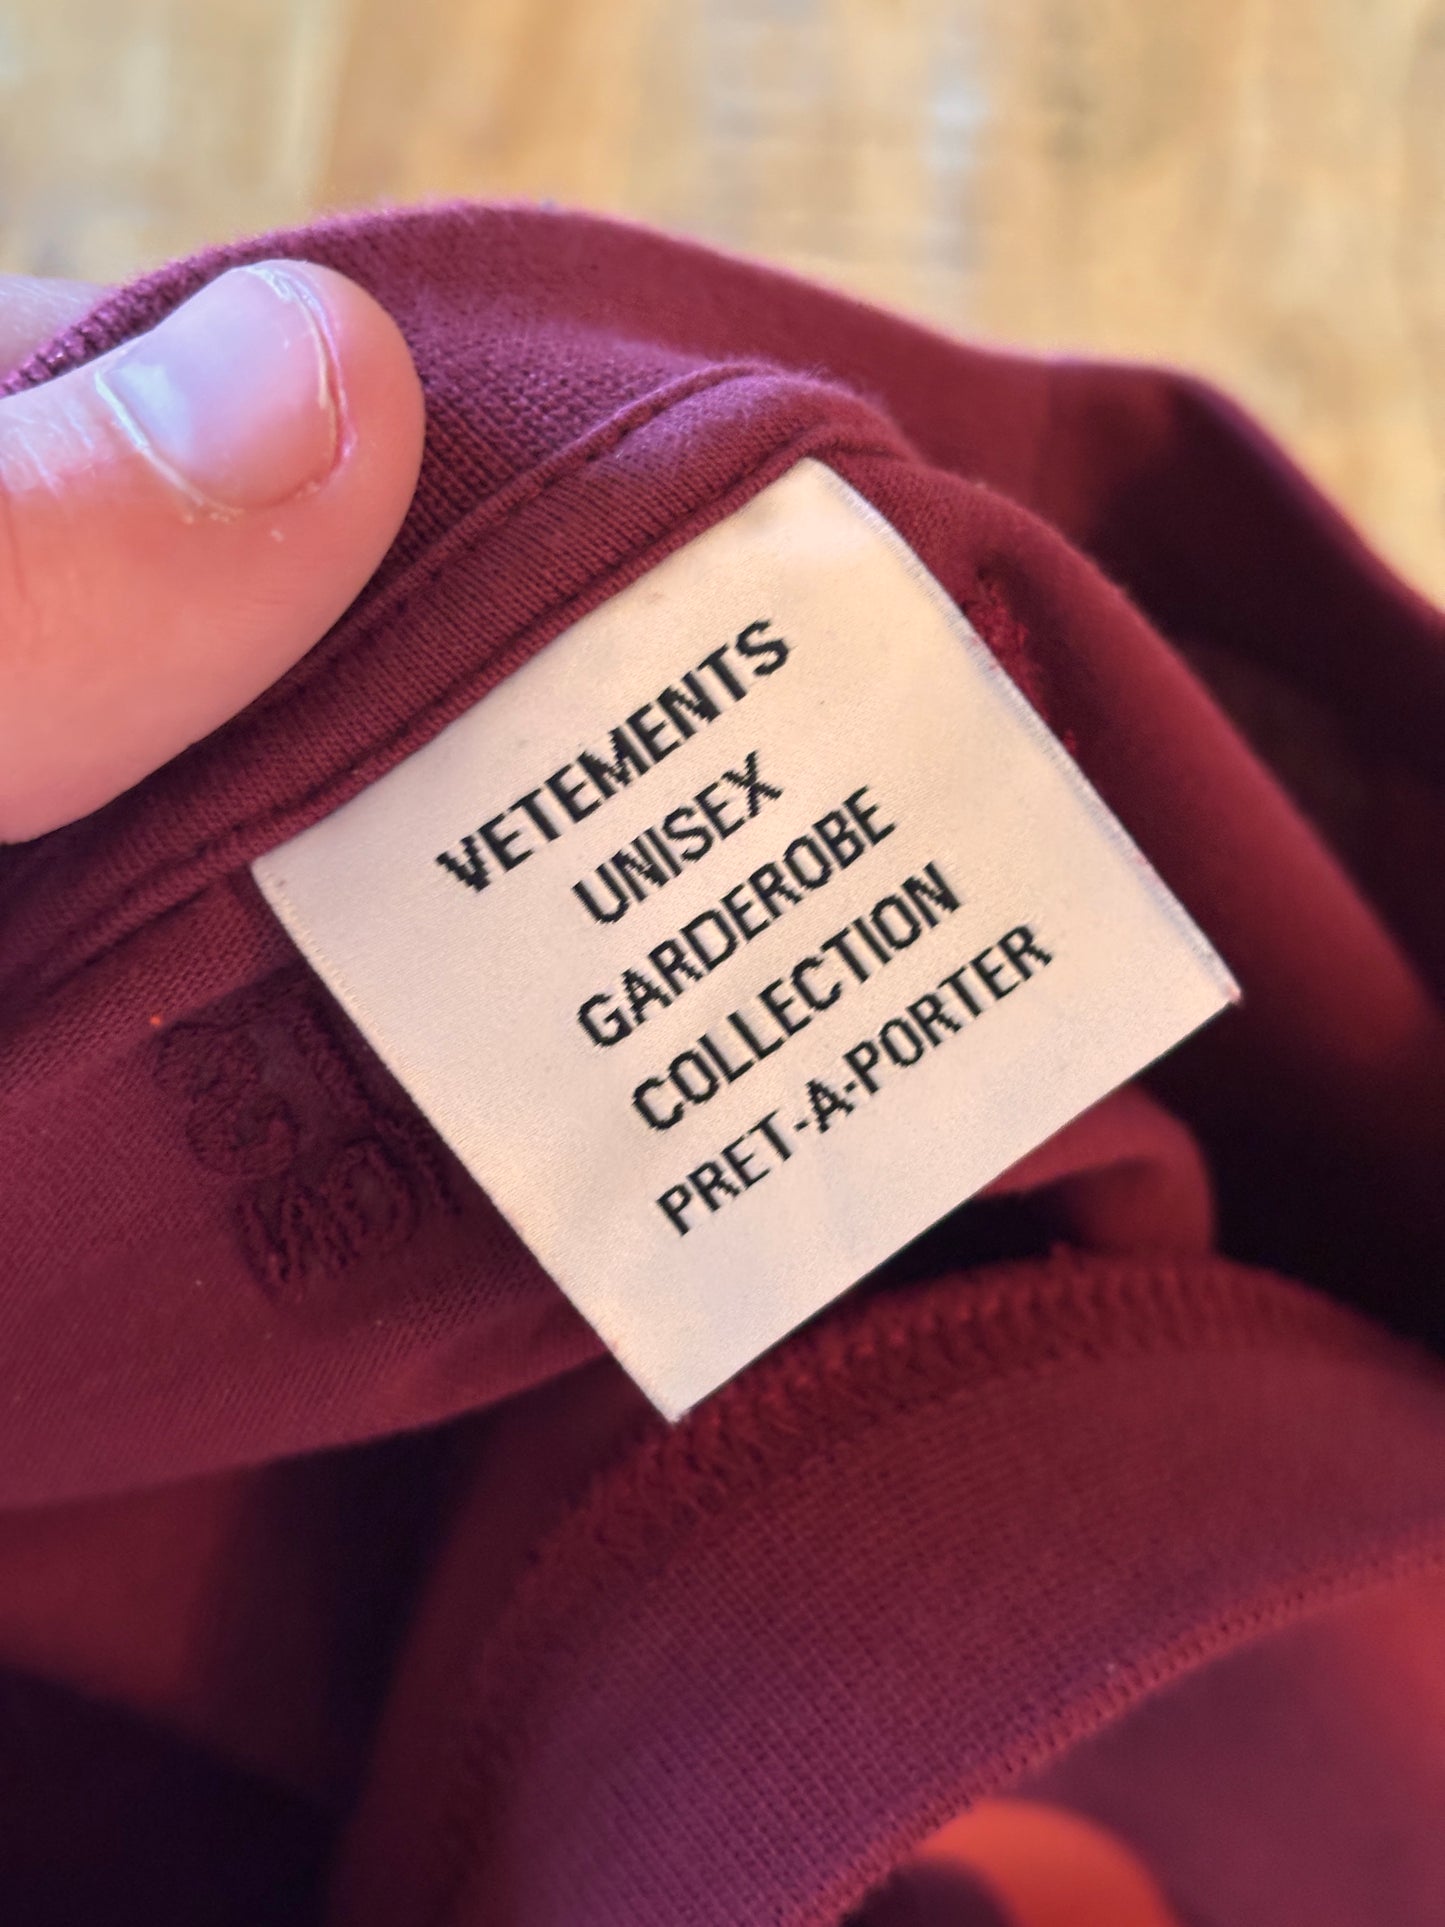 VETEMENTS
UNISEX
GARDEROBE
COLLECTION
PRET-A-PORTER